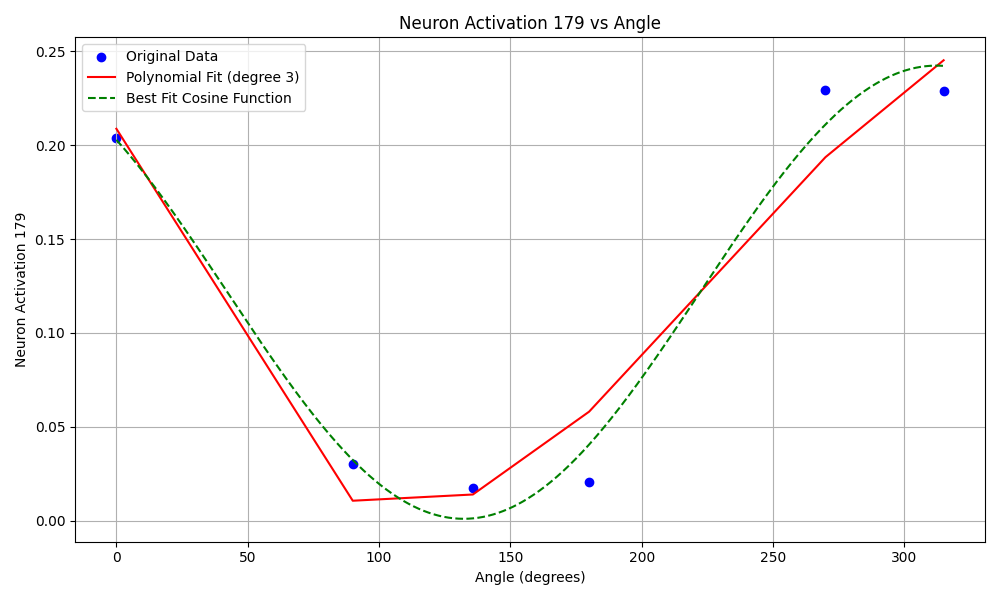 Neuron Activation 179 vs Angle
Original Data
Polynomial Fit (degree 3)
Best Fit Cosine Function
Neuron Activation 179
0.25
0.20
0.15
0.10
0.05
0.00
0 50 100 150 200 250 300
Angle (degrees)